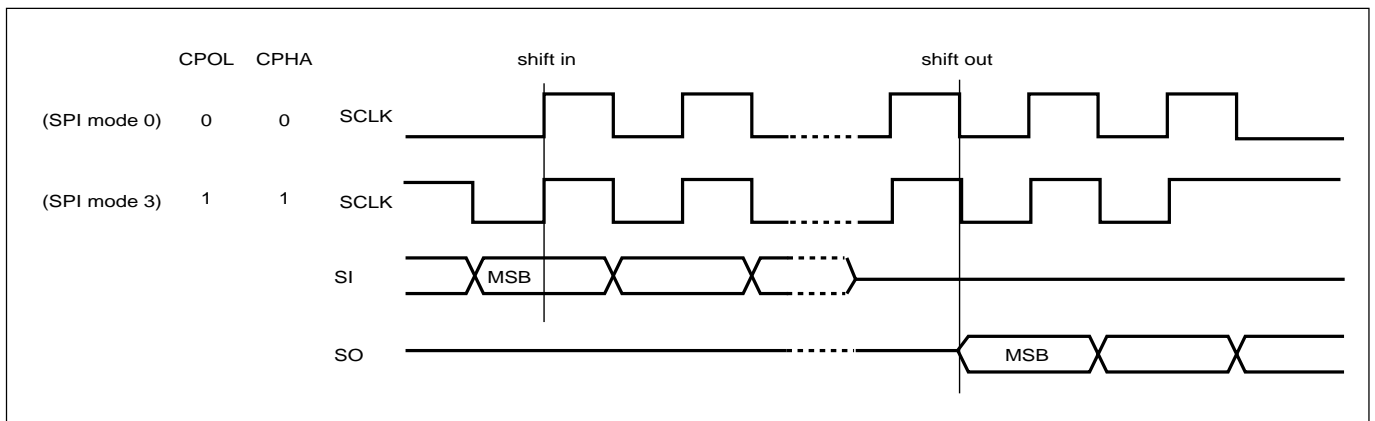 CPOL CPHA shift in shift out
(SPI mode 0) 0 0 SCLK
(SPI mode 3) 1 1 SCLK
SI MSB
SO MSB